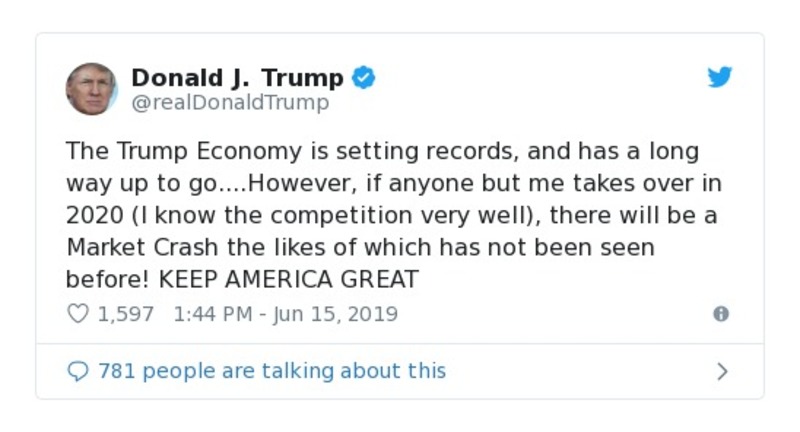 Donald J. Trump
@realDonaldTrump
The Trump Economy is setting records, and has a long
way up to go....However, if anyone but me takes over in
2020 (I know the competition very well), there will be a
Market Crash the likes of which has not been seen
before! KEEP AMERICA GREAT
1,597 1:44 PM - Jun 15, 2019
781 people are talking about this